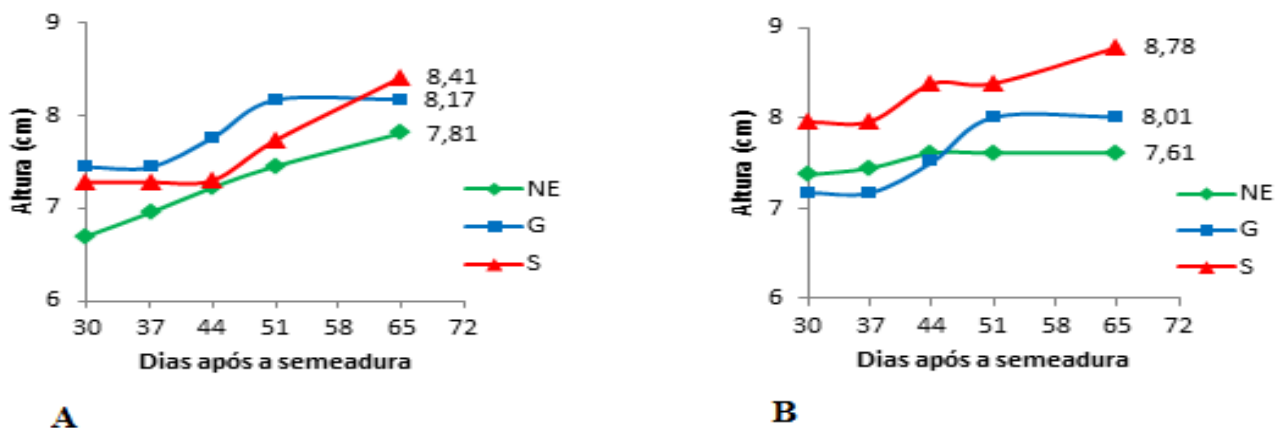 9
8
7
6
Altura (cm)
30 37 44 51 58 65 72
Dias após a semeadura
8,41
8,17
7,81
NE
G
S
A
9
8
7
6
Altura (cm)
30 37 44 51 58 65 72
Dias após a semeadura
8,78
8,01
7,61
NE
G
S
B